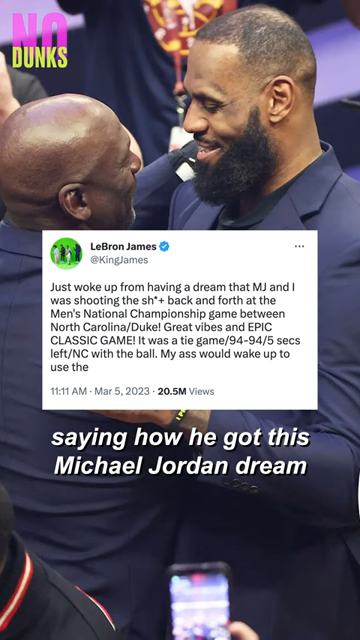 NO
DUNKS
LeBron James
@KingJames
Just woke up from having a dream that MJ and I
was shooting the sh*+ back and forth at the
Men's National Championship game between
North Carolina/Duke! Great vibes and EPIC
CLASSIC GAME! It was a tie game/94-94/5 secs
left/NC with the ball. My ass would wake up to
use the
11:11 AM · Mar 5, 2023 · 20.5M Views
saying how he got this
Michael Jordan dream